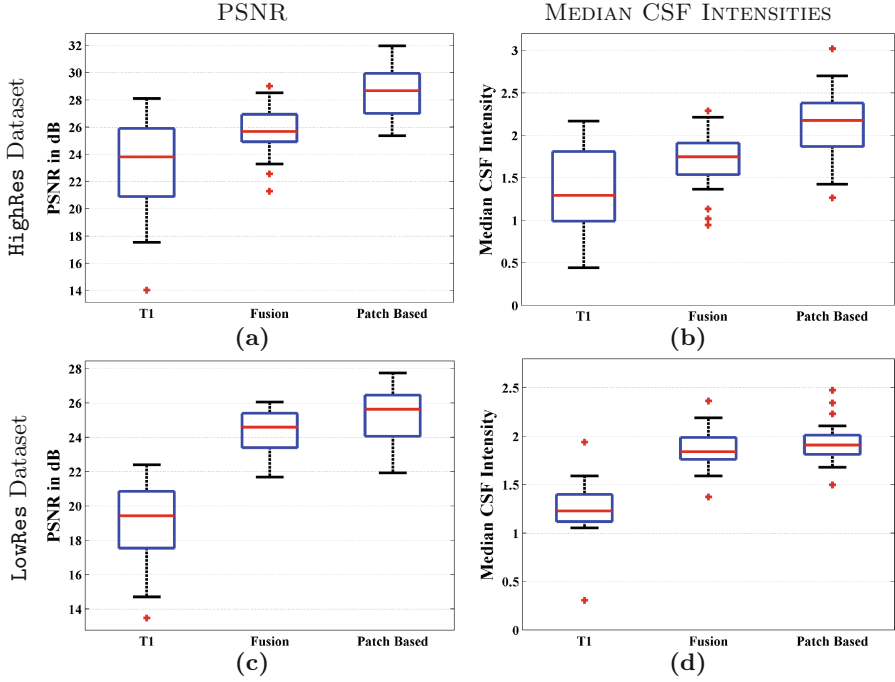 PSNR
MEDIAN CSF INTENSITIES
HighRes Dataset
PSNR in dB
32
30
28
26
24
22
20
18
16
14
T1
Fusion
Patch Based
(a)
Median CSF Intensity
3
2.5
2
1.5
1
0.5
0
T1
Fusion
Patch Based
(b)
LowRes Dataset
PSNR in dB
28
26
24
22
20
18
16
14
T1
Fusion
Patch Based
(c)
Median CSF Intensity
2.5
2
1.5
1
0.5
0
T1
Fusion
Patch Based
(d)